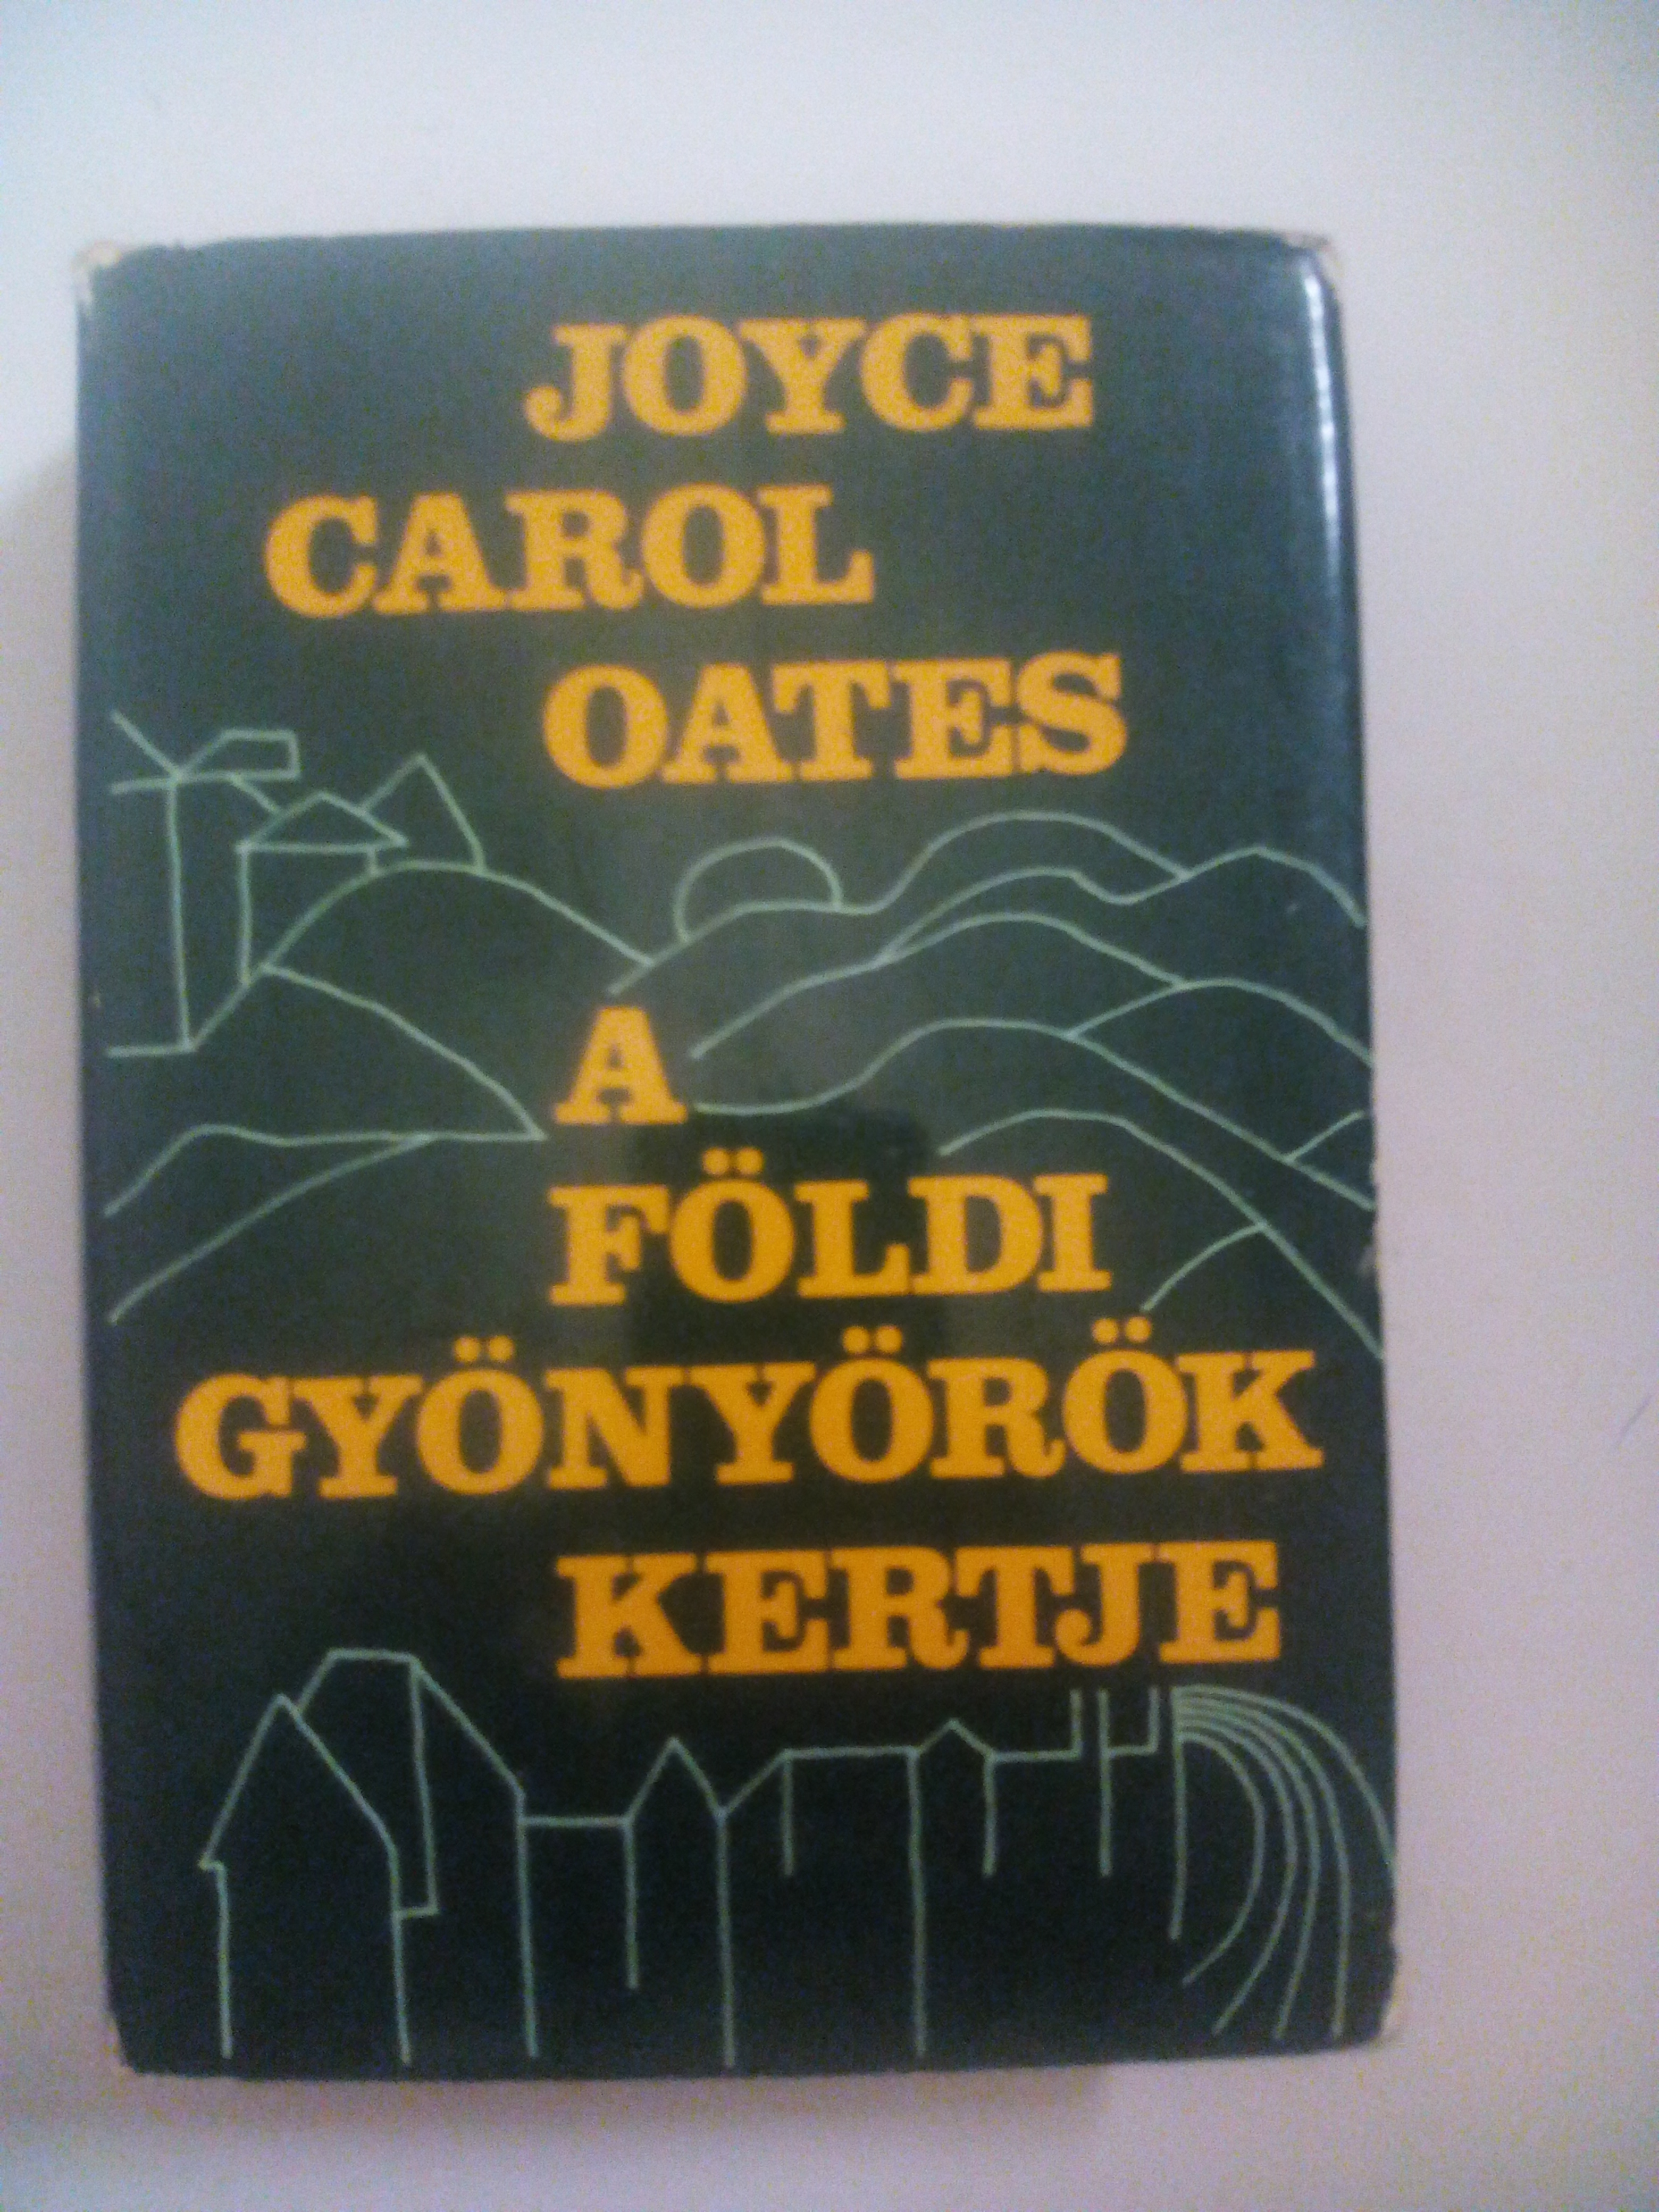 JOYCE
CAROL
OATES
A
FÖLDI
GYÖNYÖRÖK
KERTJE